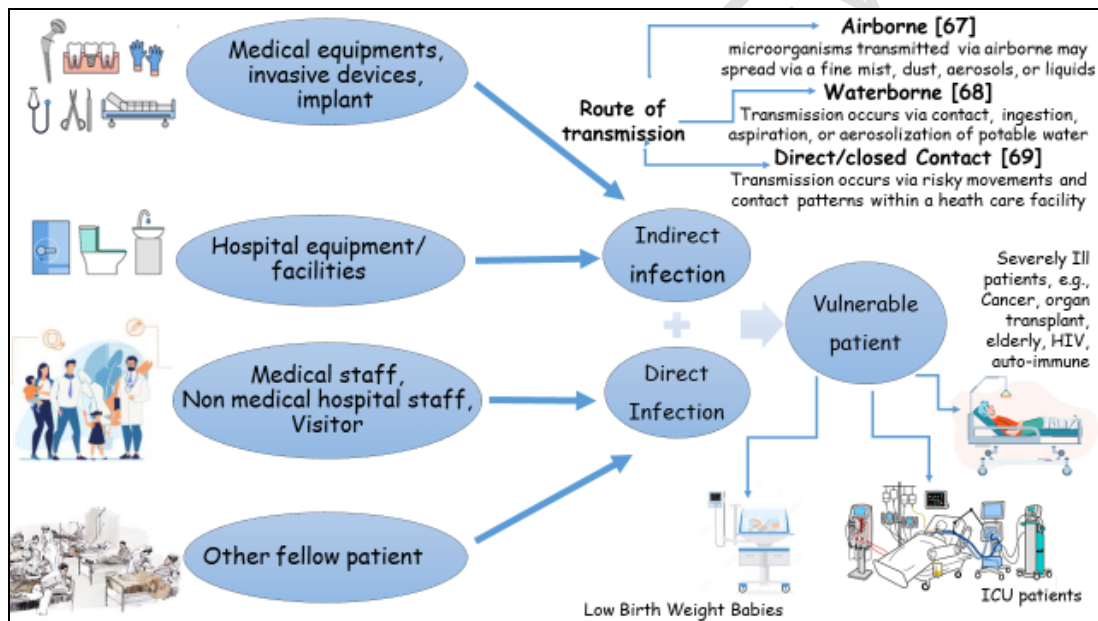 Medical equipments,
invasive devices,
implant
Hospital equipment/
facilities
Medical staff,
Non medical hospital staff,
Visitor
Other fellow patient
Route of
transmission
Airborne [67]
microorganisms transmitted via airborne may
spread via a fine mist, dust, aerosols, or liquids
Waterborne [68]
Transmission occurs via contact, ingestion,
aspiration, or aerosolization of potable water
Direct/closed Contact [69]
Transmission occurs via risky movements and
contact patterns within a heath care facility
Indirect
infection
+
Direct
Infection
Vulnerable
patient
Severely Ill
patients, e.g.,
Cancer, organ
transplant,
elderly, HIV,
auto-immune
Low Birth Weight Babies
ICU patients